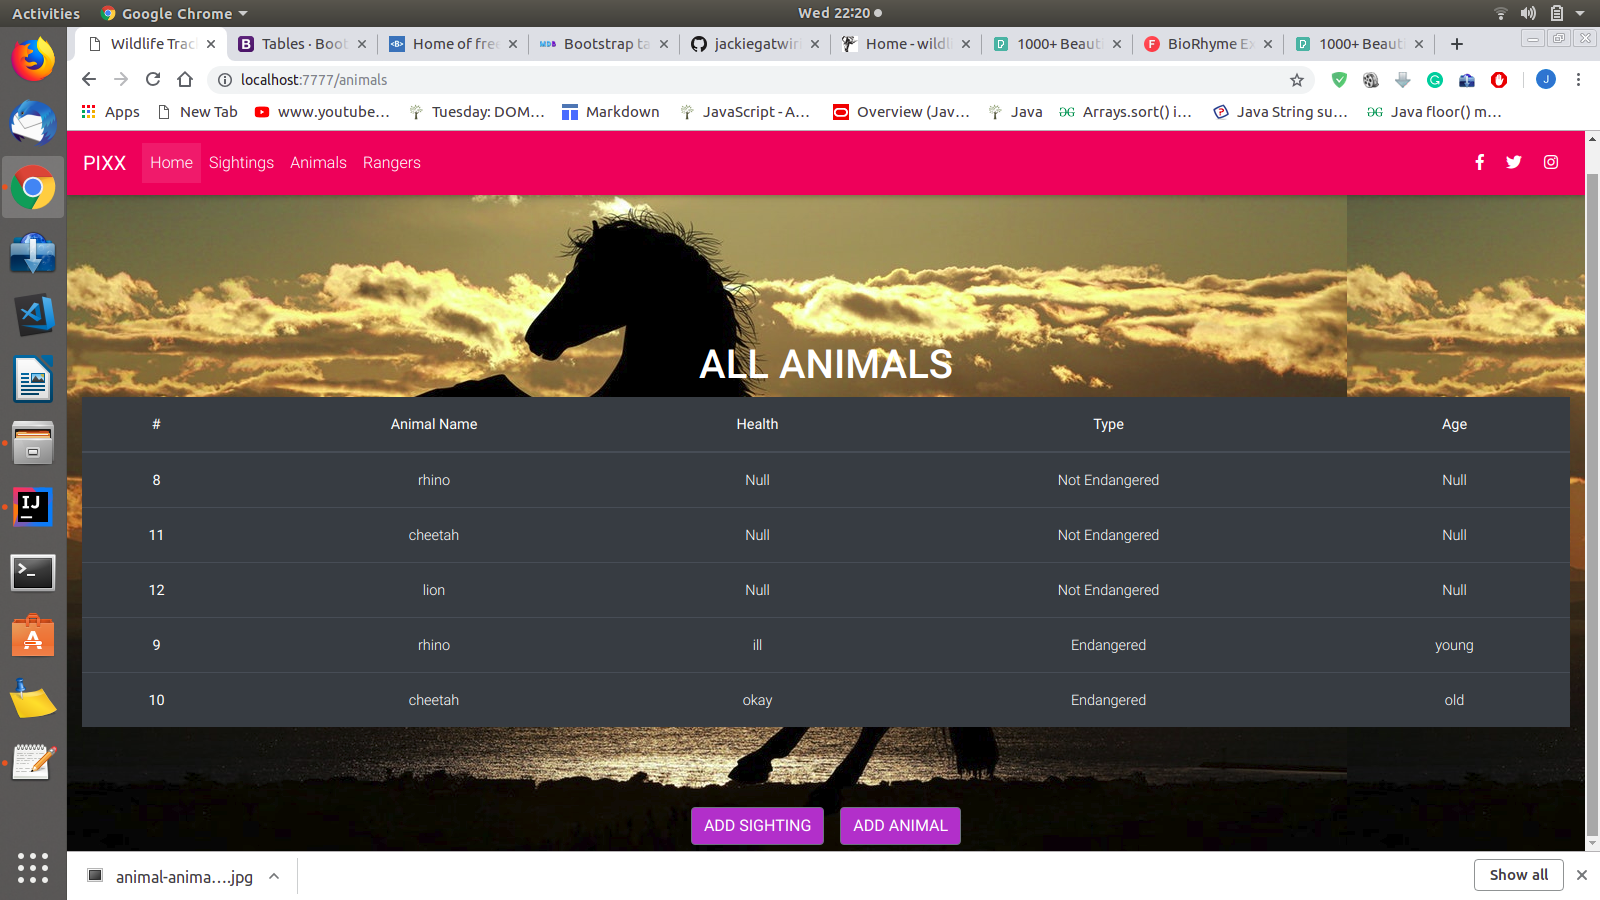 Activities Google Chrome Wed 22:20
Wildlife Trac Tables · Boot Home of free Bootstrap ta jackiegatwiri Home - wildl 1000+ Beauti BioRhyme Ex 1000+ Beauti
localhost:7777/animals J
Apps New Tab www.youtube... Tuesday: DOM... Markdown JavaScript - A... Overview (Jav... Java Arrays.sort() i... Java String su... Java floor() m...
PIXX Home Sightings Animals Rangers
ALL ANIMALS
# Animal Name Health Type Age
8 rhino Null Not Endangered Null
11 cheetah Null Not Endangered Null
12 lion Null Not Endangered Null
9 rhino ill Endangered young
10 cheetah okay Endangered old
ADD SIGHTING ADD ANIMAL
animal-anima....jpg Show all